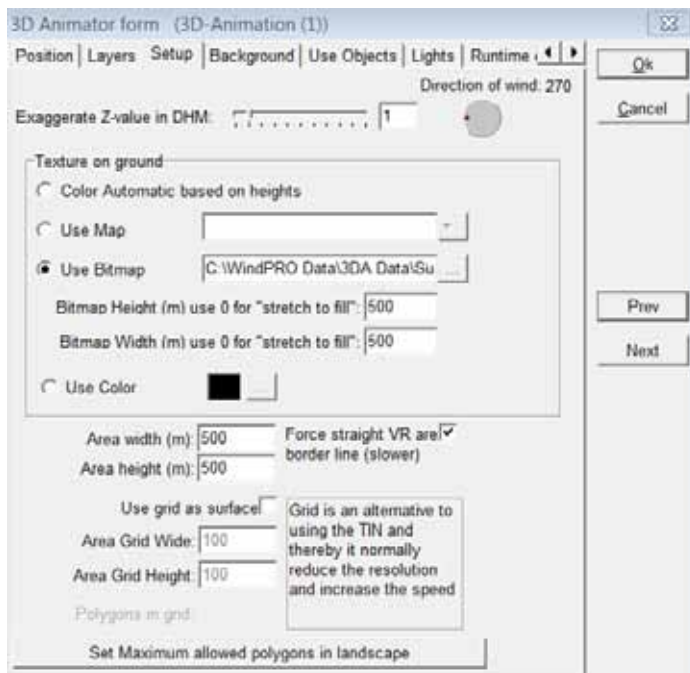 3D Animator form (3D-Animation (1))
Position Layers Setup Background Use Objects Lights Runtime
Ok
Direction of wind: 270
Exaggerate Z-value in DHM: 1
Cancel
Texture on ground
Color Automatic based on heights
Use Map
Use Bitmap C:\WindPRO Data\3DA Data\Su ...
Bitmap Height (m) use 0 for "stretch to fill": 500
Prev
Bitmap Width (m) use 0 for "stretch to fill": 500
Next
Use Color ...
Area width (m): 500
Force straight VR are
border line (slower)
Area height (m): 500
Use grid as surface
Area Grid Wide: 100
Area Grid Height: 100
Polygons in grid:
Grid is an alternative to
using the TIN and
thereby it normally
reduce the resolution
and increase the speed
Set Maximum allowed polygons in landscape